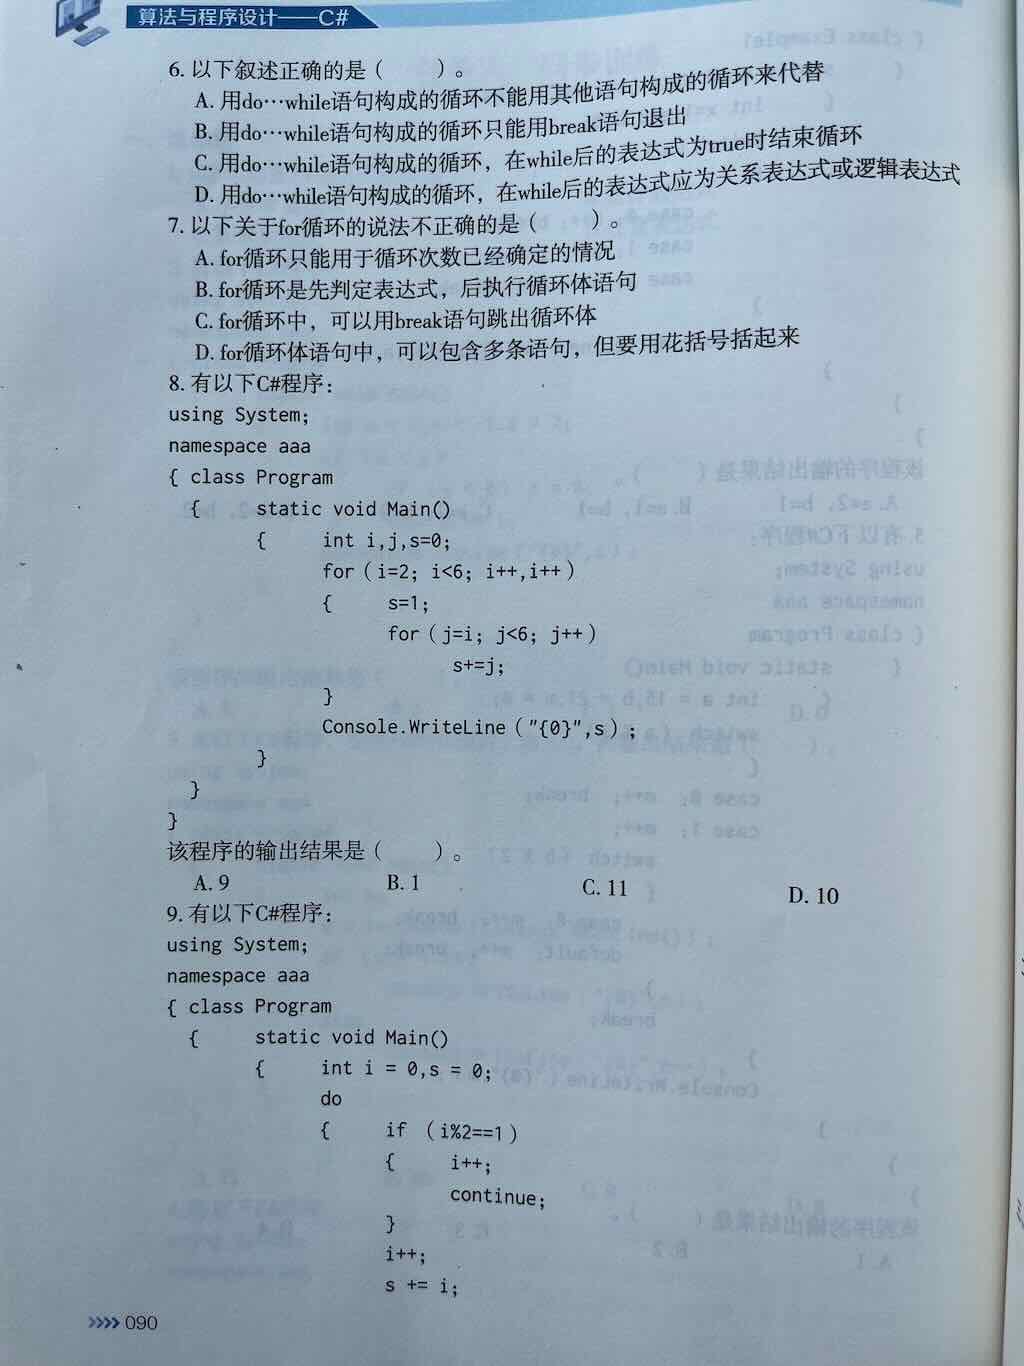 算法与程序设计——C#
6. 以下叙述正确的是（　　）。
A. 用do…while语句构成的循环不能用其他语句构成的循环来代替
B. 用do…while语句构成的循环只能用break语句退出
C. 用do…while语句构成的循环，在while后的表达式为true时结束循环
D. 用do…while语句构成的循环，在while后的表达式应为关系表达式或逻辑表达式
7. 以下关于for循环的说法不正确的是（　　）。
A. for循环只能用于循环次数已经确定的情况
B. for循环是先判定表达式，后执行循环体语句
C. for循环中，可以用break语句跳出循环体
D. for循环体语句中，可以包含多条语句，但要用花括号括起来
8. 有以下C#程序：
using System;
namespace aaa
{ class Program
{ static void Main()
{ int i,j,s=0;
for（i=2; i<6; i++,i++）
{ s=1;
for（j=i; j<6; j++）
s+=j;
}
Console.WriteLine（"{0}",s）;
}
}
}
该程序的输出结果是（　　）。
A. 9 B. 1 C. 11 D. 10
9. 有以下C#程序：
using System;
namespace aaa
{ class Program
{ static void Main()
{ int i = 0,s = 0;
do
{ if （i%2==1）
{ i++;
continue;
}
i++;
s += i;
090